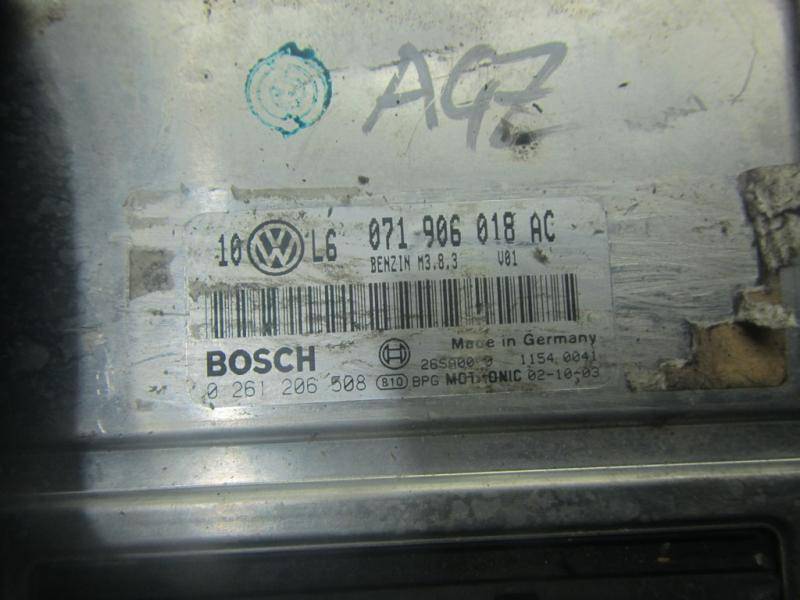 AGZ
10 VW L6 071 906 018 AC
BENZIN M3.8.3 V01
BOSCH Made in Germany
1154 0041
0 261 206 508 810 BPG MOTRONIC 02-10-03